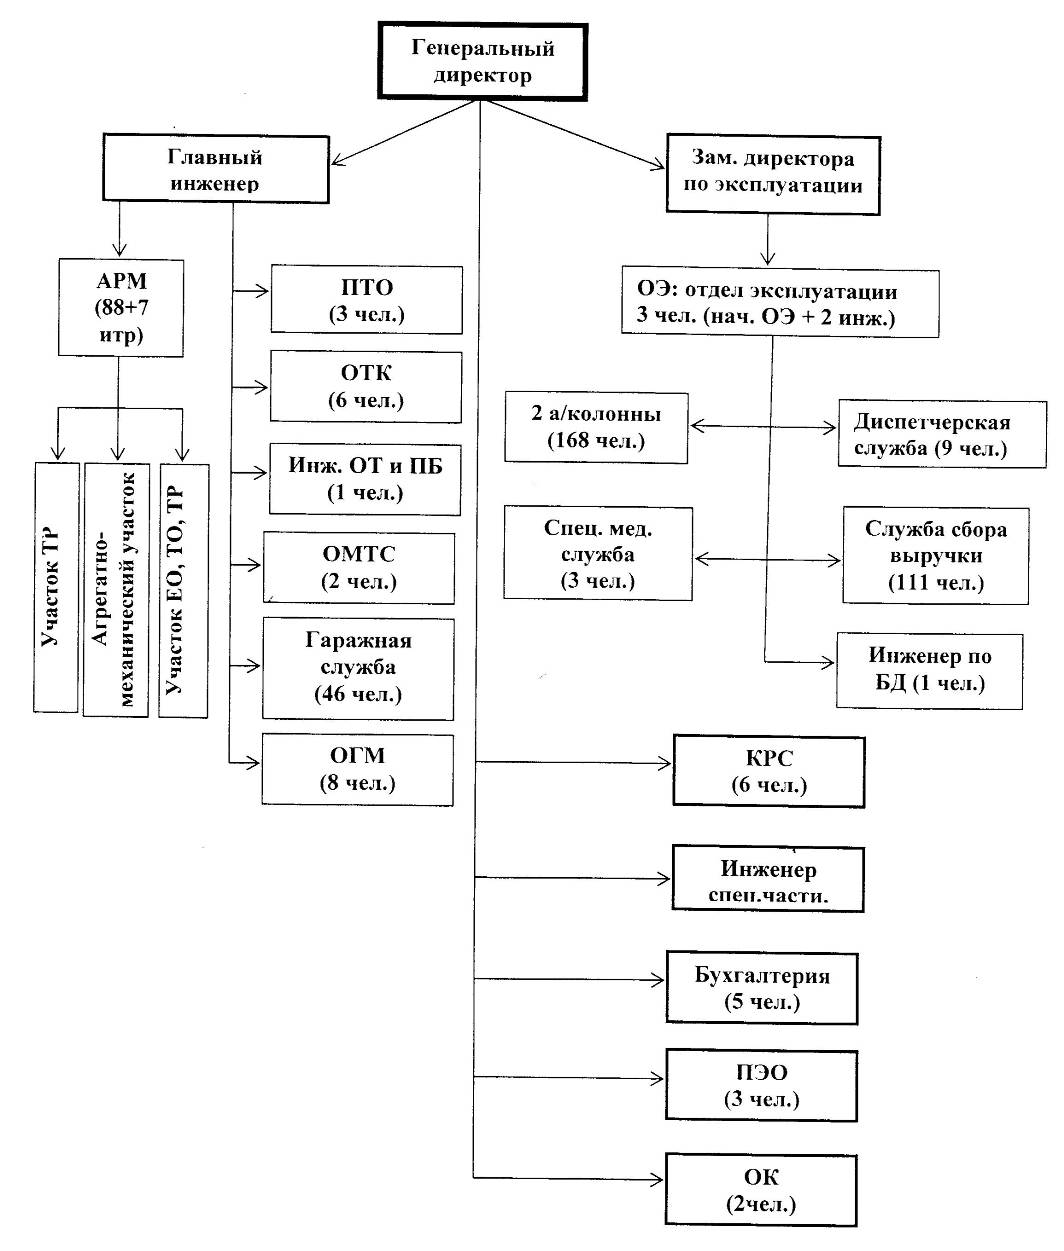 Генеральный
директор
Главный
инженер
Зам. директора
по эксплуатации
АРМ
(88+7
итр)
ПТО
(3 чел.)
ОЭ: отдел эксплуатации
3 чел. (нач. ОЭ + 2 инж.)
ОТК
(6 чел.)
2 а/колонны
(168 чел.)
Диспетчерская
служба (9 чел.)
Инж. ОТ и ПБ
(1 чел.)
Участок ТР
Агрегатно-
механический участок
Участок ЕО, ТО, ТР
ОМТС
(2 чел.)
Спец. мед.
служба
(3 чел.)
Служба сбора
выручки
(111 чел.)
Гаражная
служба
(46 чел.)
Инженер по
БД (1 чел.)
ОГМ
(8 чел.)
КРС
(6 чел.)
Инженер
спец.части.
Бухгалтерия
(5 чел.)
ПЭО
(3 чел.)
ОК
(2чел.)